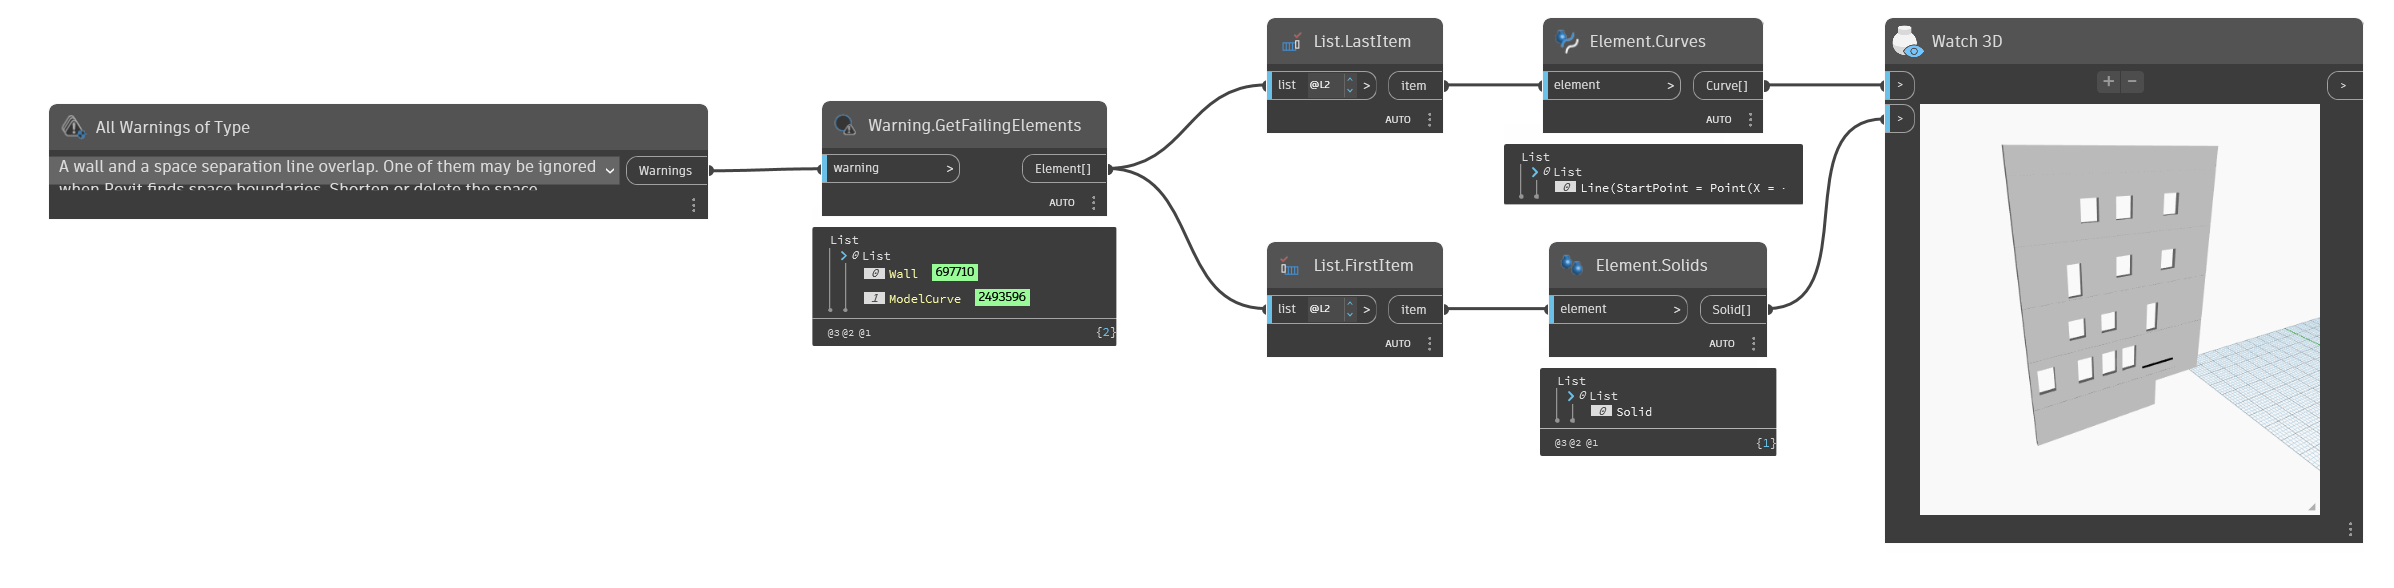 All Warnings of Type
A wall and a space separation line overlap. One of them may be ignored
when Revit finds space boundaries. Shorten or delete the space
Warnings
Warning.GetFailingElements
warning >
Element[]
AUTO
List
0 List
0 Wall 697710
1 ModelCurve 2493596
@3 @2 @1 {2}
List.LastItem
list @L2 >
item
AUTO
Element.Curves
element >
Curve[]
AUTO
List
0 List
0 Line(StartPoint = Point(X = -
List.FirstItem
list @L2 >
item
AUTO
Element.Solids
element >
Solid[]
AUTO
List
0 List
0 Solid
@3 @2 @1 {1}
Watch 3D
>
>
+ −
>